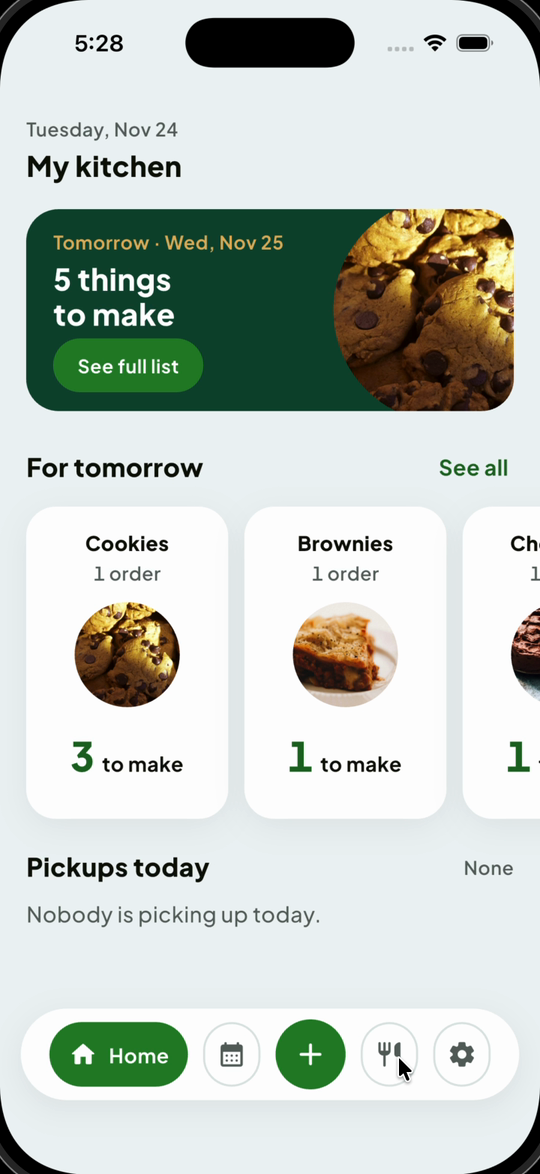 5:28
Tuesday, Nov 24
My kitchen
Tomorrow · Wed, Nov 25
5 things
to make
See full list
For tomorrow
See all
Cookies
1 order
3 to make
Brownies
1 order
1 to make
Ch
1
1
Pickups today
None
Nobody is picking up today.
Home